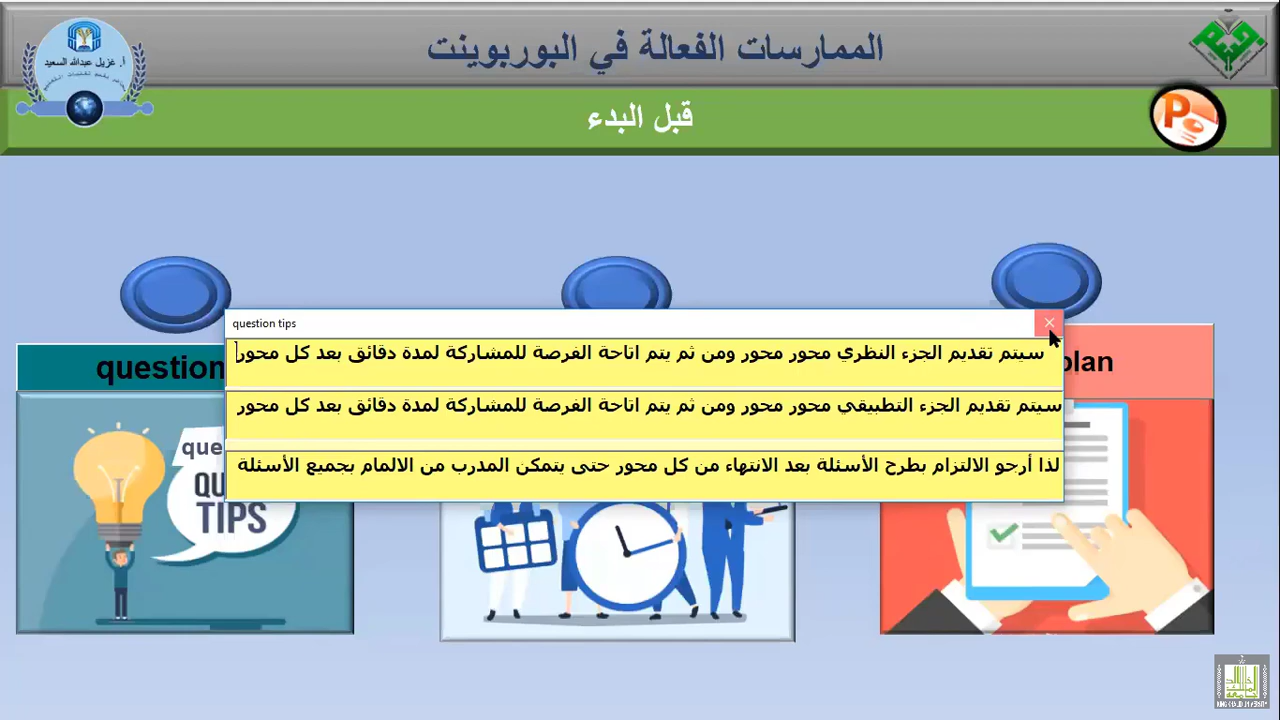 الممارسات الفعالة في البوربوينت
أ. غزيل عبدالله السعيد
قبل البدء
question tips
سيتم تقديم الجزء النظري محور محور ومن ثم يتم اتاحة الفرصة للمشاركة لمدة دقائق بعد كل محور
question
plan
سيتم تقديم الجزء التطبيقي محور محور ومن ثم يتم اتاحة الفرصة للمشاركة لمدة دقائق بعد كل محور
que
لذا أرجو الالتزام بطرح الأسئلة بعد الانتهاء من كل محور حتى يتمكن المدرب من الالمام بجميع الأسئلة
QU
TIPS